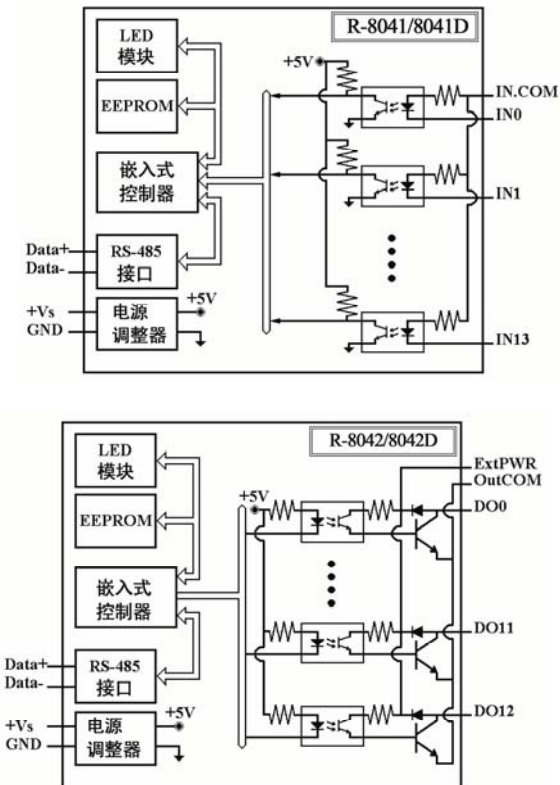 R-8041/8041D
LED
模块
EEPROM
嵌入式
控制器
RS-485
接口
电源
调整器
+5V
Data+
Data-
+Vs
GND
+5V
IN.COM
IN0
IN1
IN13
R-8042/8042D
LED
模块
EEPROM
嵌入式
控制器
RS-485
接口
电源
调整器
+5V
Data+
Data-
+Vs
GND
+5V
ExtPWR
OutCOM
DO0
DO11
DO12